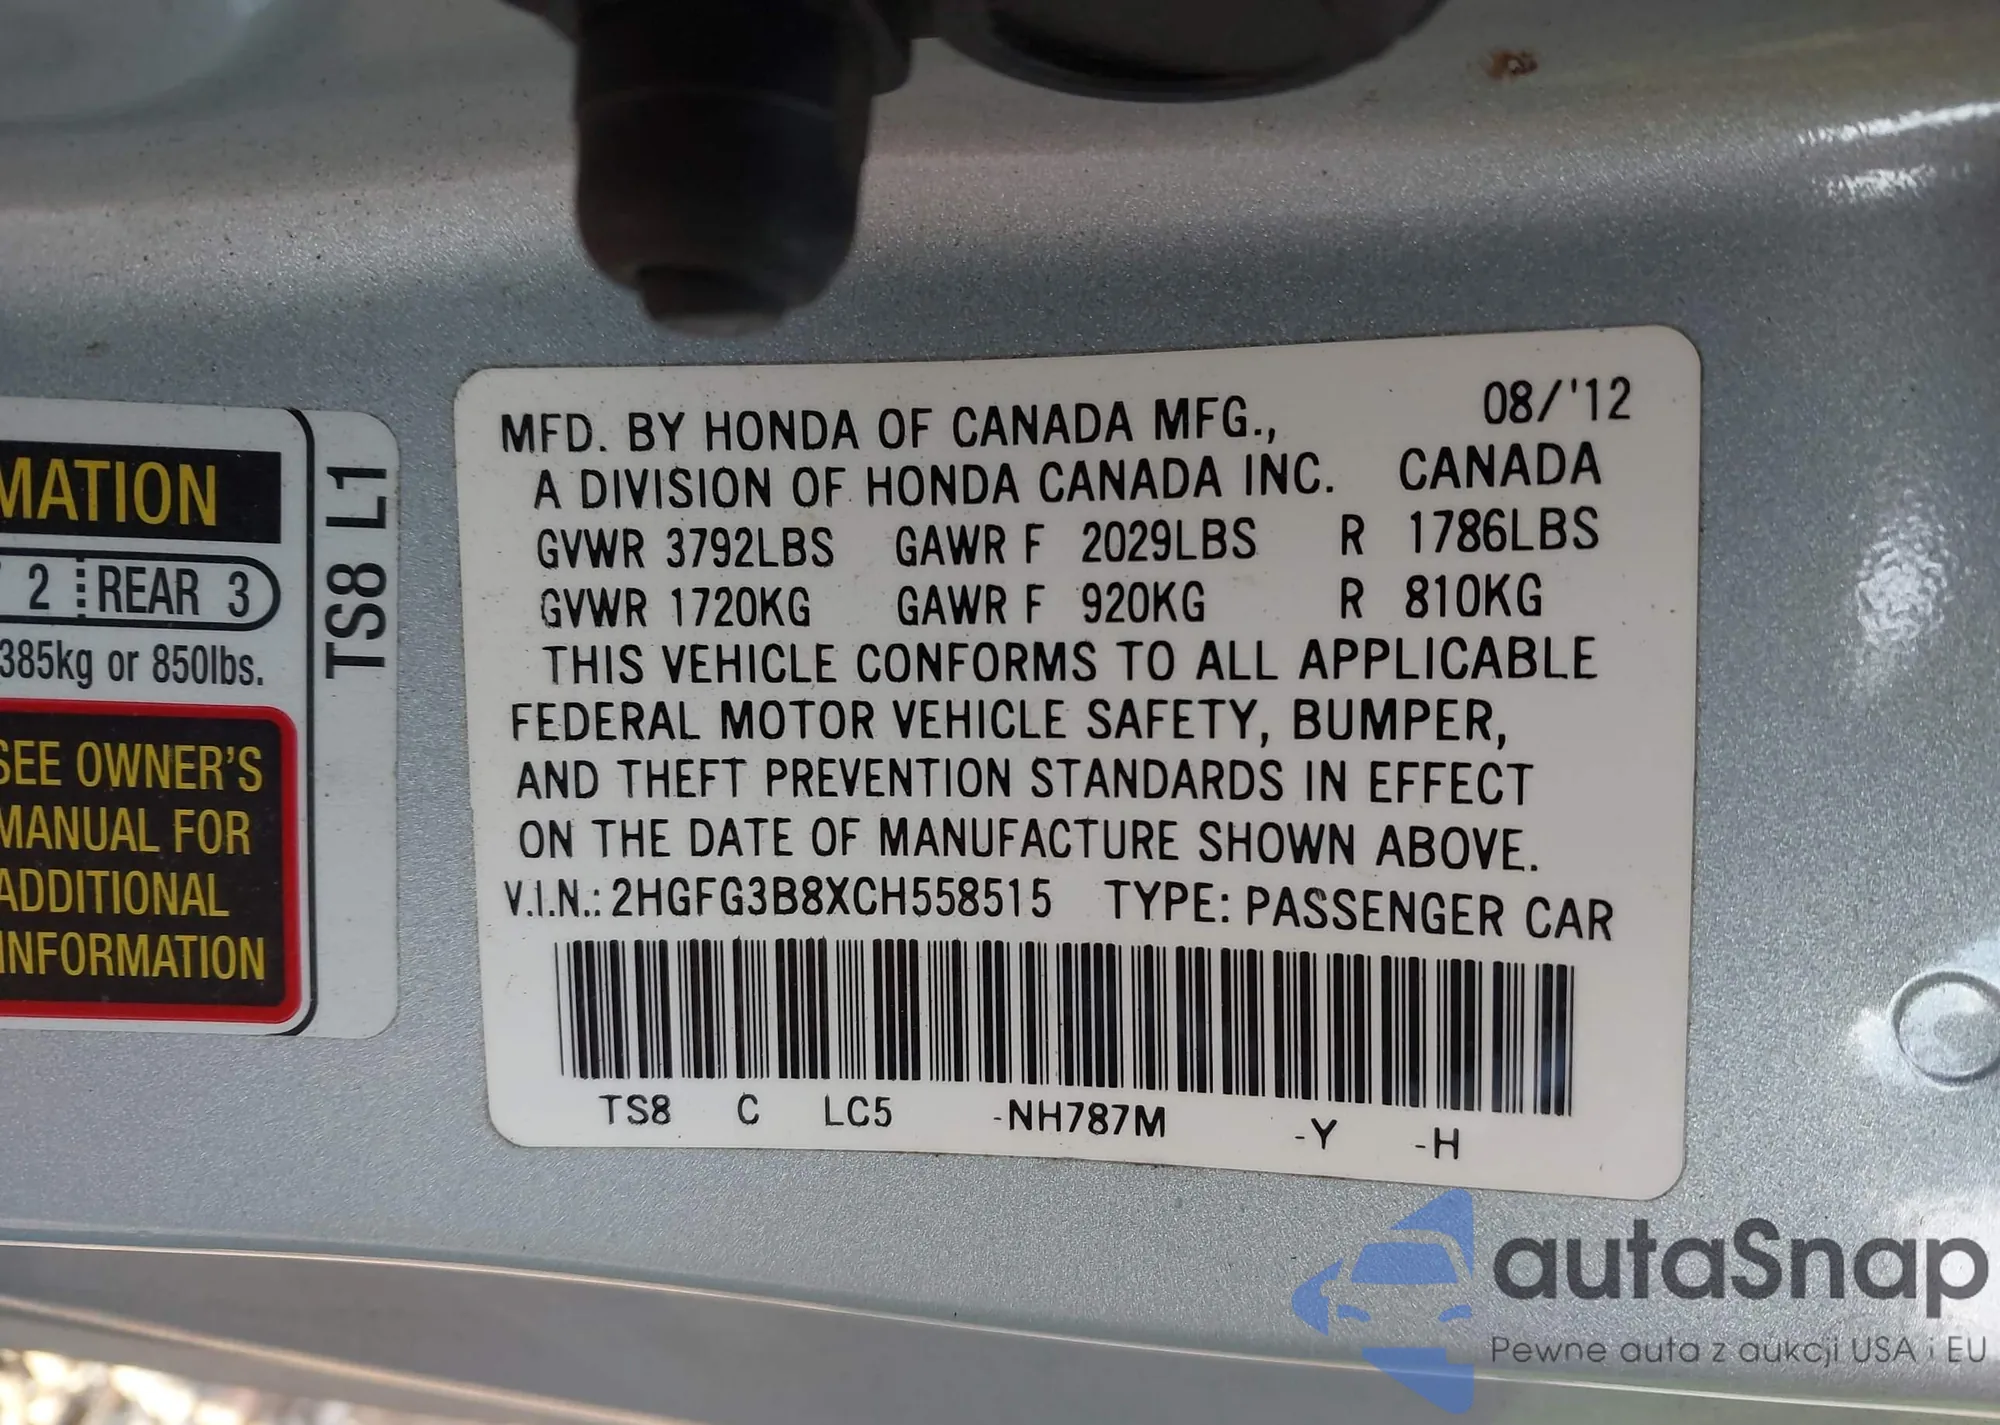 MATION
2 REAR 3
385kg or 850lbs.
SEE OWNER'S
MANUAL FOR
ADDITIONAL
INFORMATION
TS8 L1
08/'12
MFD. BY HONDA OF CANADA MFG.,
A DIVISION OF HONDA CANADA INC. CANADA
GVWR 3792LBS GAWR F 2029LBS R 1786LBS
GVWR 1720KG GAWR F 920KG R 810KG
THIS VEHICLE CONFORMS TO ALL APPLICABLE
FEDERAL MOTOR VEHICLE SAFETY, BUMPER,
AND THEFT PREVENTION STANDARDS IN EFFECT
ON THE DATE OF MANUFACTURE SHOWN ABOVE.
V.I.N.: 2HGFG3B8XCH558515 TYPE: PASSENGER CAR
TS8 C LC5 -NH787M -Y -H
autaSnap
Pewne auta z aukcji USA i EU